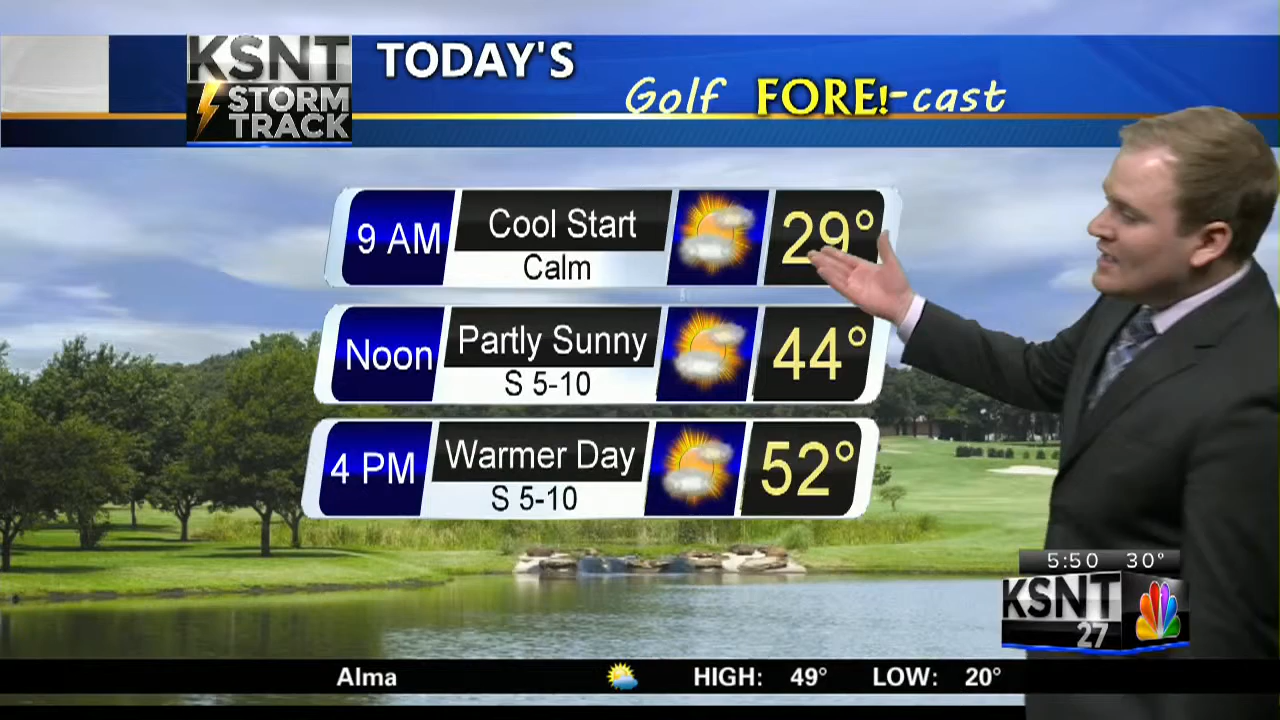 KSNT
STORM
TRACK
TODAY'S
Golf FORE!-cast
9 AM
Cool Start
Calm
29°
Noon
Partly Sunny
S 5-10
44°
4 PM
Warmer Day
S 5-10
52°
5:50 30°
KSNT
27
Alma HIGH: 49° LOW: 20°